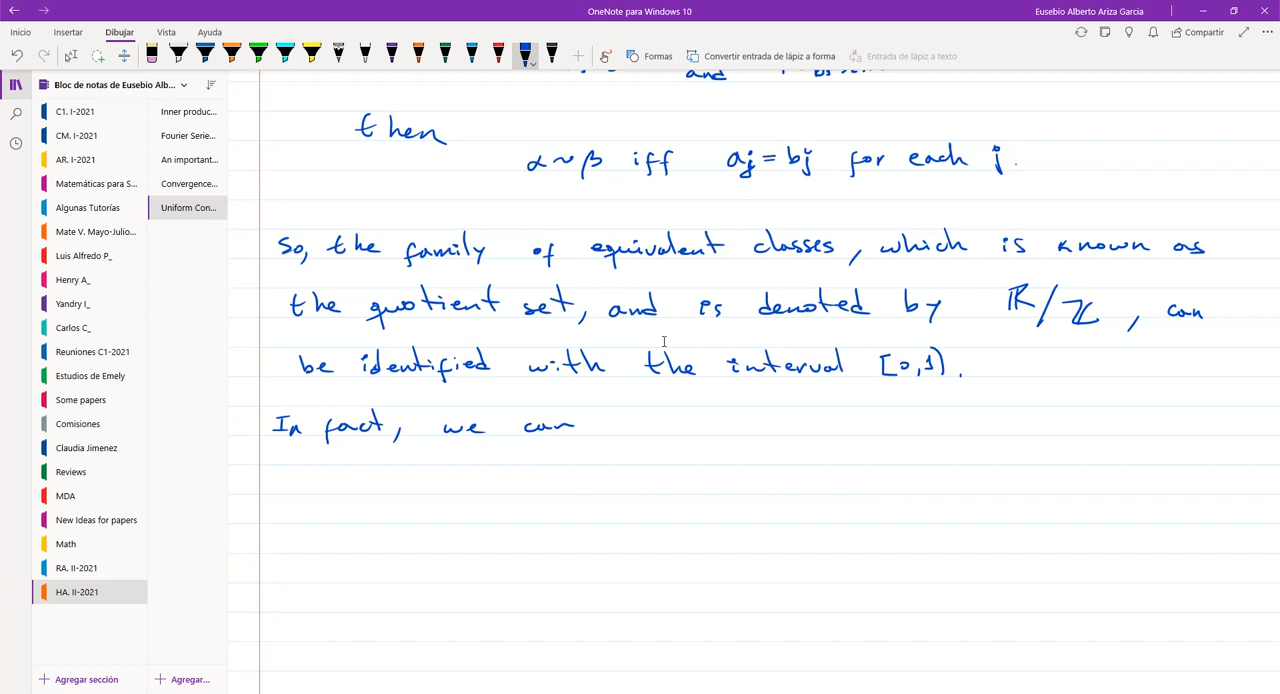 OneNote para Windows 10
Eusebio Alberto Ariza Garcia
Inicio
Insertar
Dibujar
Vista
Ayuda
Compartir
Formas
Convertir entrada de lápiz a forma
Entrada de lápiz a texto
Bloc de notas de Eusebio Alb...
C1. I-2021
CM. I-2021
AR. I-2021
Matemáticas para S...
Algunas Tutorías
Mate V. Mayo-Julio...
Luis Alfredo P_
Henry A_
Yandry I_
Carlos C_
Reuniones C1-2021
Estudios de Emely
Some papers
Comisiones
Claudia Jimenez
Reviews
MDA
New Ideas for papers
Math
RA. II-2021
HA. II-2021
Agregar sección
Inner produc...
Fourier Serie...
An important...
Convergence...
Uniform Con...
Agregar...
and
then
α ~ β iff aj = bj for each j.
So, the family of equivalent classes, which is known as
the quotient set, and is denoted by ℝ/ℤ, can
be identified with the interval [0,1).
In fact, we can